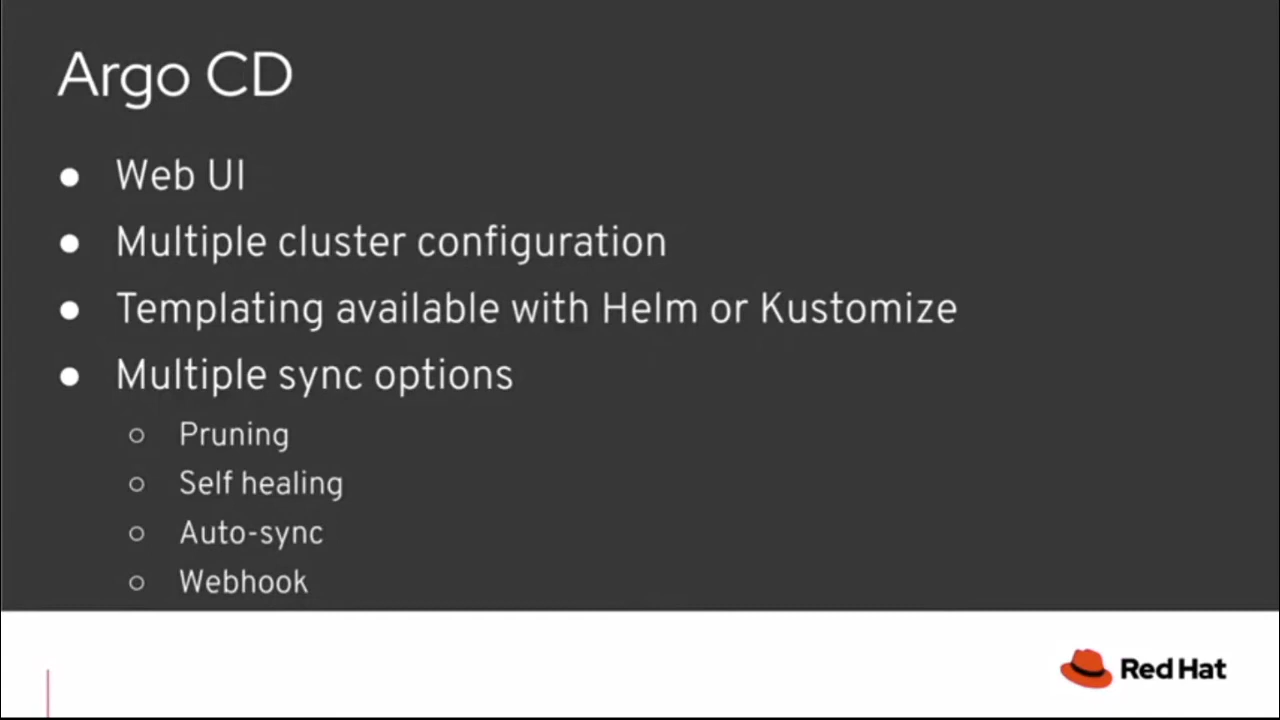 Argo CD
● Web UI
● Multiple cluster configuration
● Templating available with Helm or Kustomize
● Multiple sync options
○ Pruning
○ Self healing
○ Auto-sync
○ Webhook
Red Hat